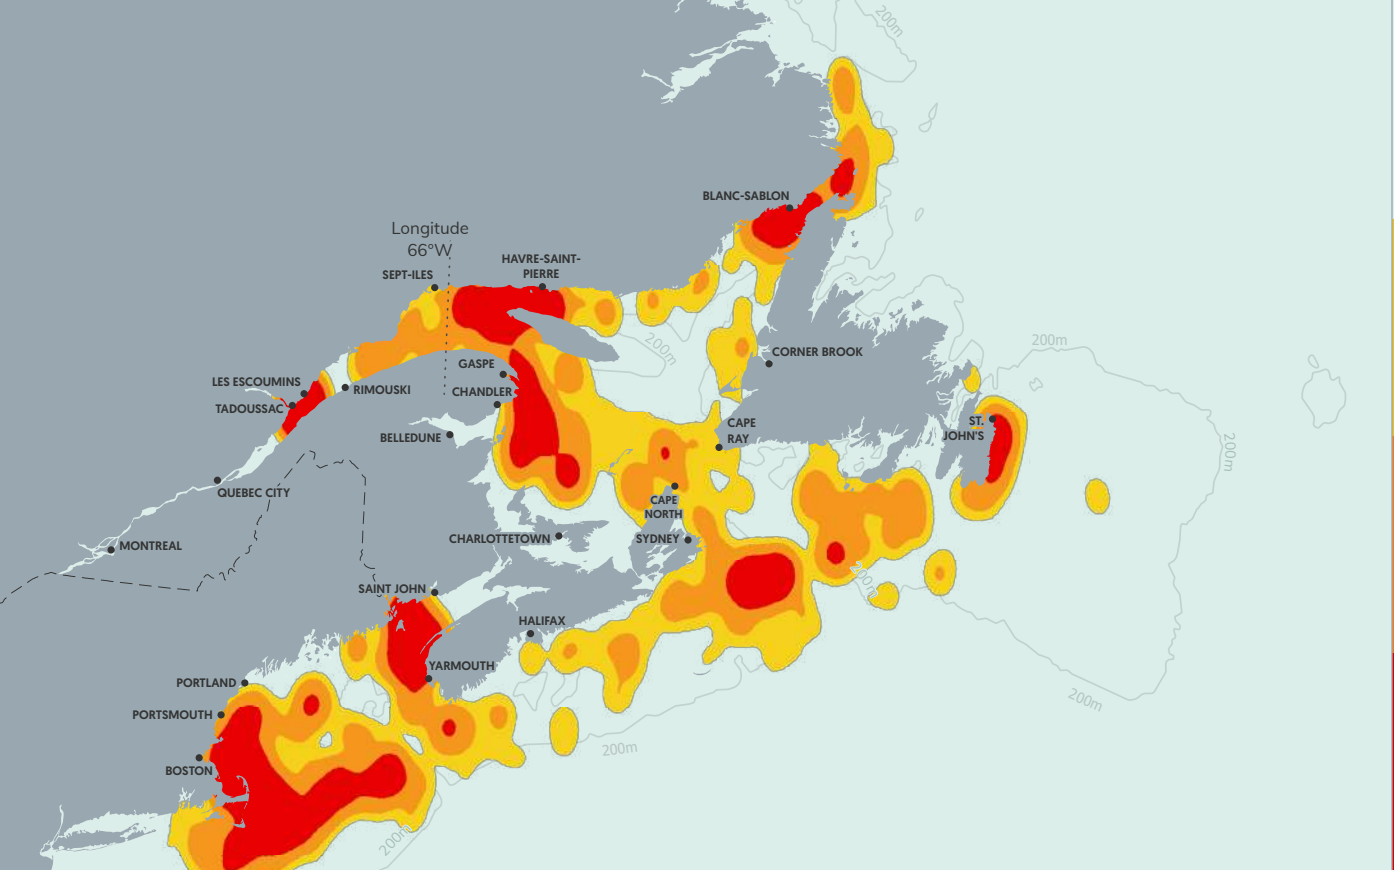 200m
BLANC-SABLON
Longitude
66°W
HAVRE-SAINT-
PIERRE
SEPT-ILES
200m
200m
CORNER BROOK
GASPE
LES ESCOUMINS
RIMOUSKI
CHANDLER
TADOUSSAC
CAPE
RAY
ST.
JOHN'S
BELLEDUNE
200m
QUEBEC CITY
CAPE
NORTH
MONTREAL
CHARLOTTETOWN
SYDNEY
200m
SAINT JOHN
HALIFAX
YARMOUTH
PORTLAND
200m
PORTSMOUTH
200m
BOSTON
200m